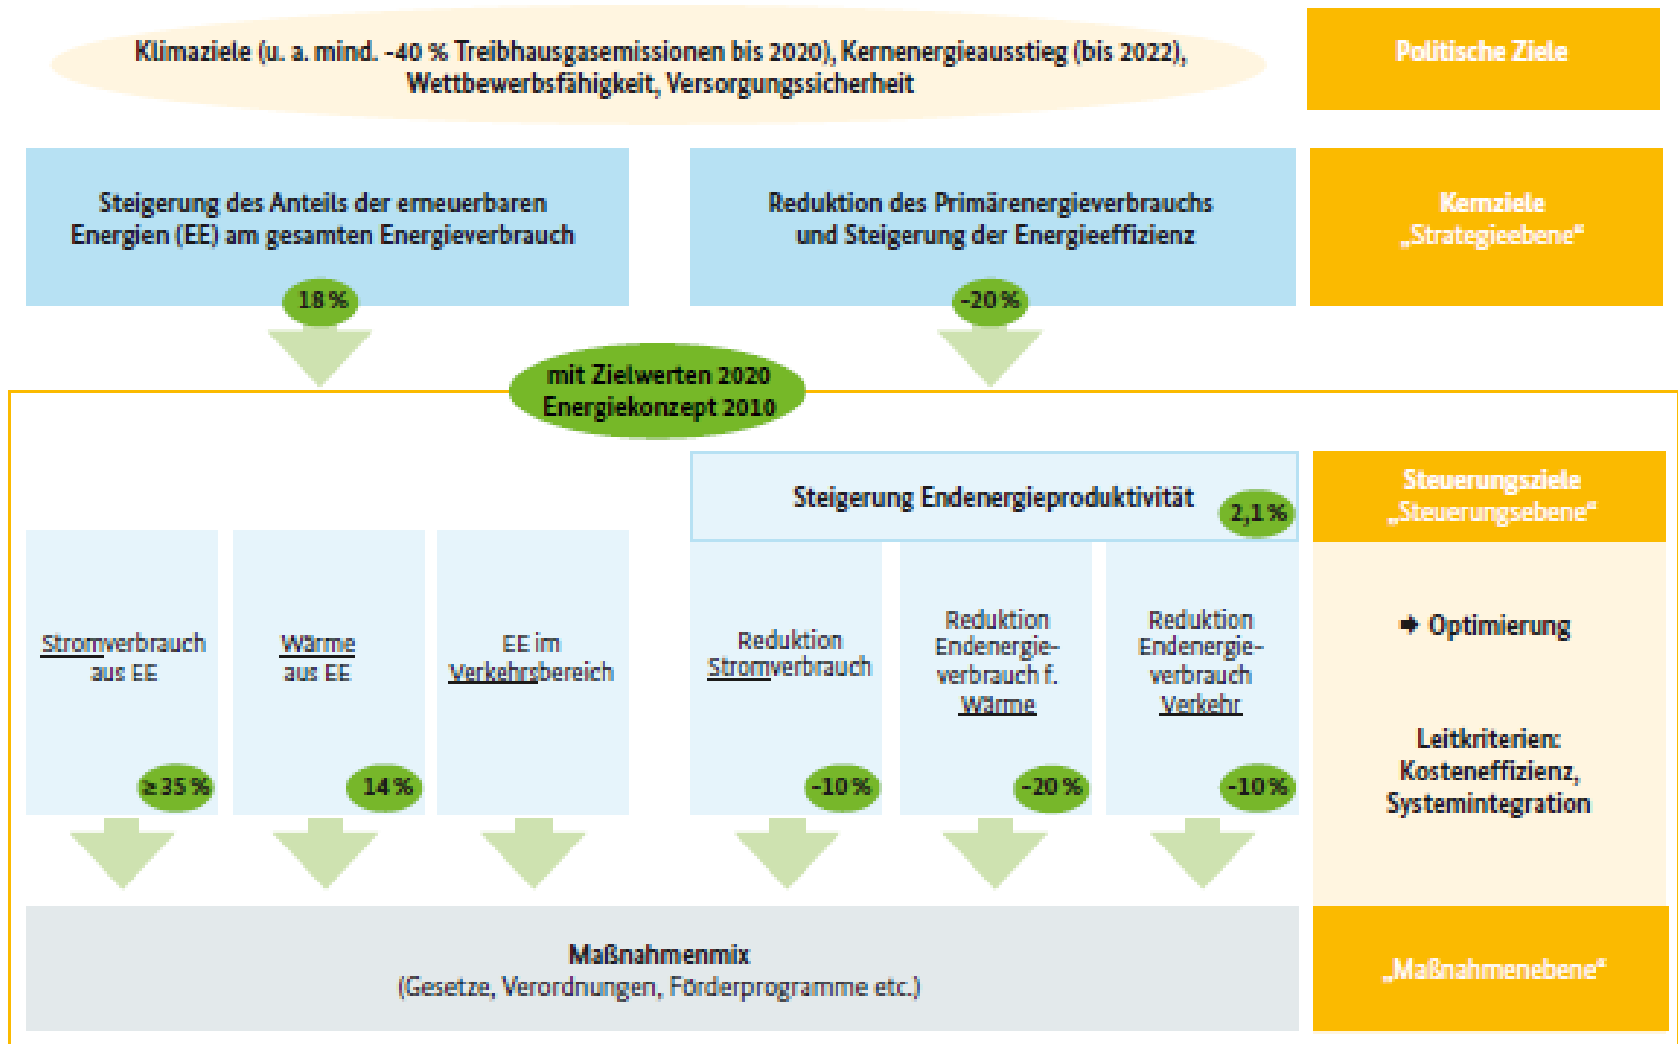 Klimaziele (u. a. mind. -40 % Treibhausgasemissionen bis 2020), Kernenergieausstieg (bis 2022),
Wettbewerbsfähigkeit, Versorgungssicherheit
Politische Ziele
Steigerung des Anteils der erneuerbaren
Energien (EE) am gesamten Energieverbrauch
18 %
Reduktion des Primärenergieverbrauchs
und Steigerung der Energieeffizienz
-20 %
Kernziele
„Strategieebene“
mit Zielwerten 2020
Energiekonzept 2010
Steigerung Endenergieproduktivität
2,1 %
Steuerungsziele
„Steuerungsebene“
Stromverbrauch
aus EE
≥ 35 %
Wärme
aus EE
14 %
EE im
Verkehrsbereich
Reduktion
Stromverbrauch
-10 %
Reduktion
Endenergie-
verbrauch f.
Wärme
-20 %
Reduktion
Endenergie-
verbrauch
Verkehr
-10 %
➨ Optimierung
Leitkriterien:
Kosteneffizienz,
Systemintegration
Maßnahmenmix
(Gesetze, Verordnungen, Förderprogramme etc.)
„Maßnahmenebene“